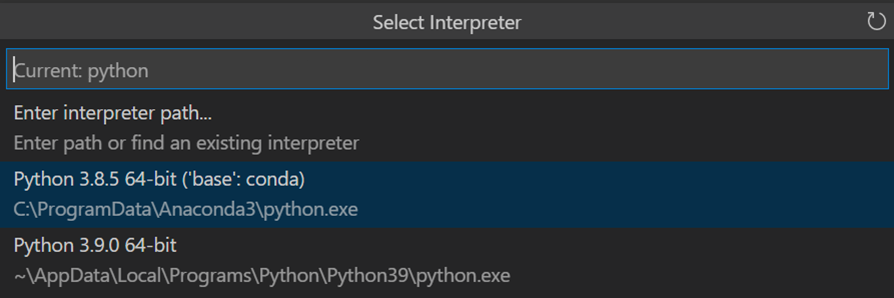 Select Interpreter
Current: python
Enter interpreter path...
Enter path or find an existing interpreter
Python 3.8.5 64-bit ('base': conda)
C:\ProgramData\Anaconda3\python.exe
Python 3.9.0 64-bit
~\AppData\Local\Programs\Python\Python39\python.exe